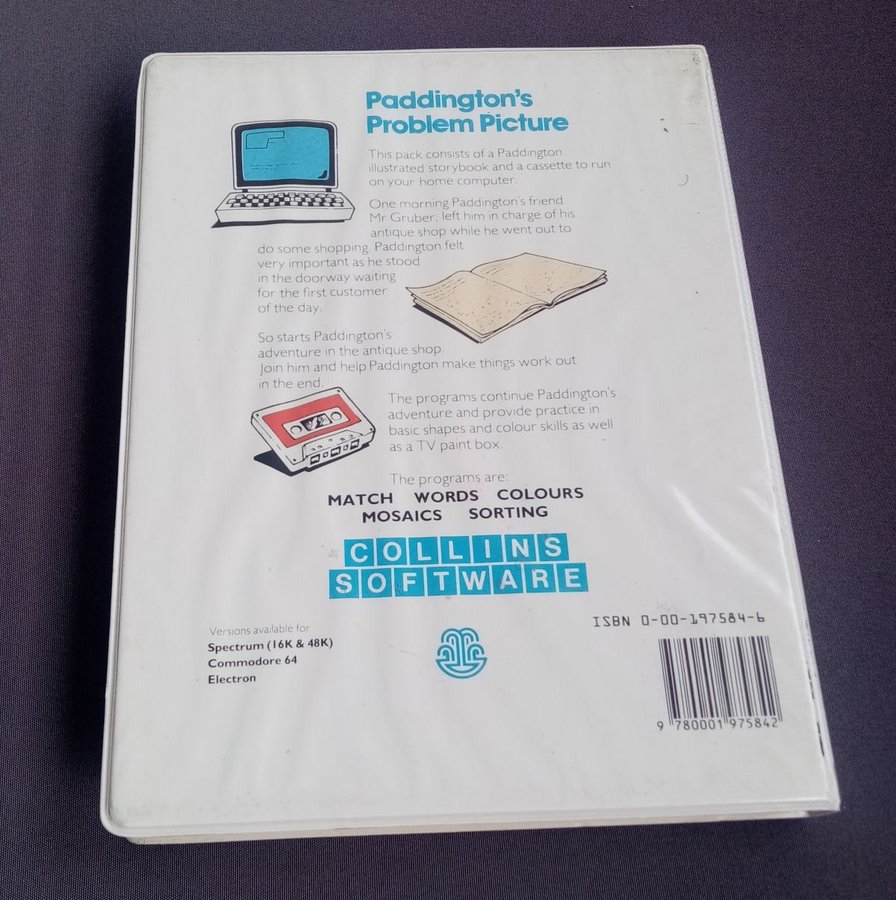 Paddington's
Problem Picture
This pack consists of a Paddington
illustrated storybook and a cassette to run
on your home computer.
One morning Paddington's friend
Mr Gruber, left him in charge of his
antique shop while he went out to
do some shopping. Paddington felt
very important as he stood
in the doorway waiting
for the first customer
of the day.
So starts Paddington's
adventure in the antique shop.
Join him and help Paddington make things work out
in the end.
The programs continue Paddington's
adventure and provide practice in
basic shapes and colour skills as well
as a TV paint box.
The programs are:
MATCH WORDS COLOURS
MOSAICS SORTING
COLLINS
SOFTWARE
Versions available for
Spectrum (16K & 48K)
Commodore 64
Electron
ISBN 0-00-197584-6
9 780001 975842